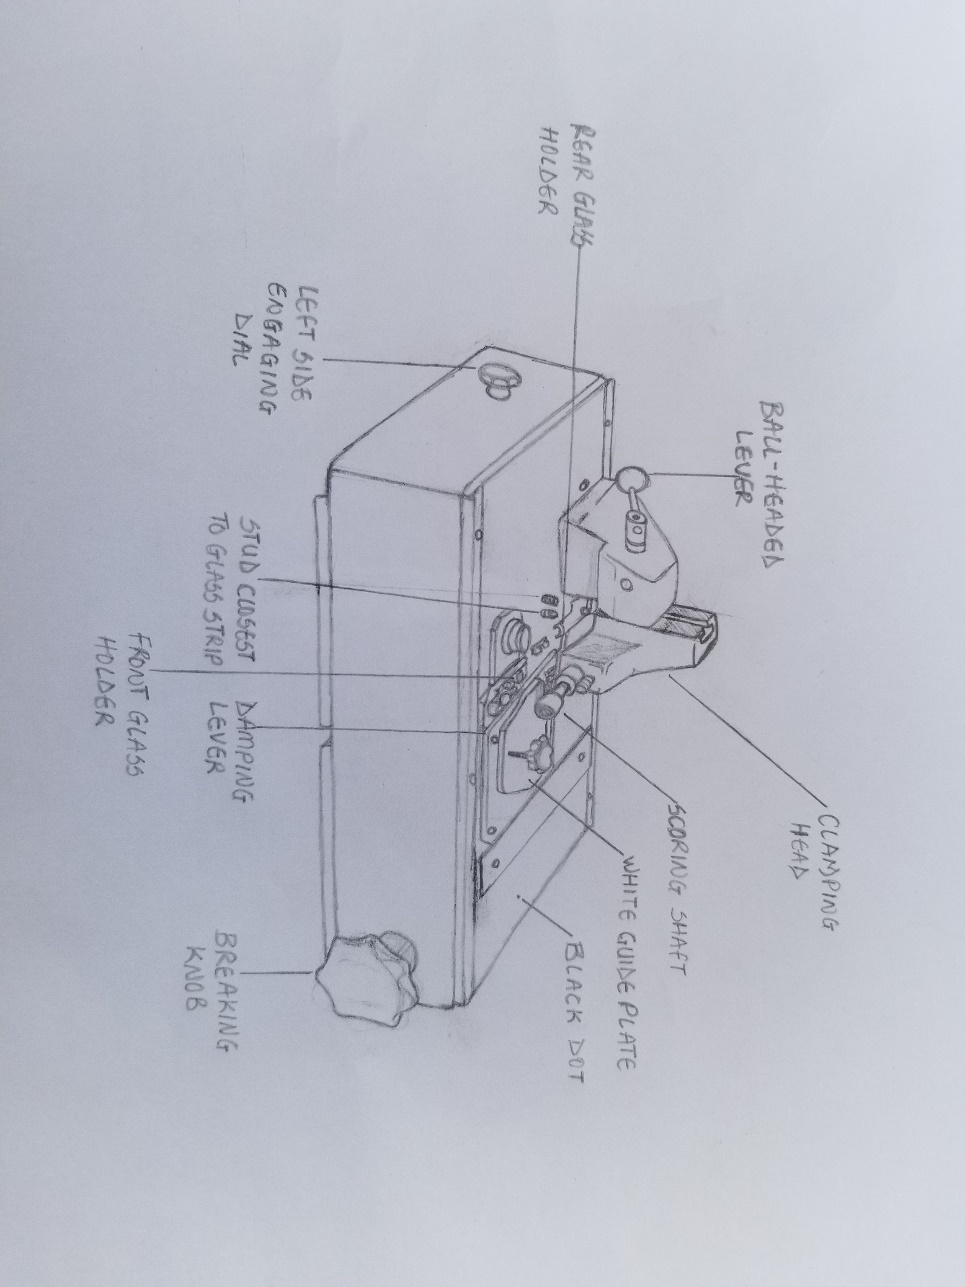 CLAMPING
HEAD
BALL-HEADED
LEVER
SCORING SHAFT
WHITE GUIDE PLATE
REAR GLASS
HOLDER
BLACK DOT
LEFT SIDE
ENGAGING
DIAL
STUD CLOSEST
TO GLASS STRIP
DAMPING
LEVER
BREAKING
KNOB
FRONT GLASS
HOLDER